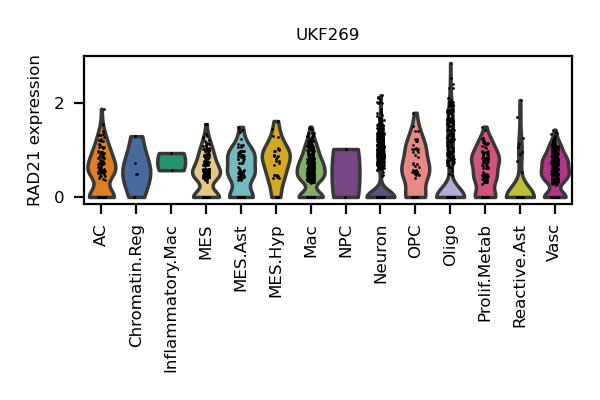 UKF269
RAD21 expression
2
0
AC
Chromatin.Reg
Inflammatory.Mac
MES
MES.Ast
MES.Hyp
Mac
NPC
Neuron
OPC
Oligo
Prolif.Metab
Reactive.Ast
Vasc